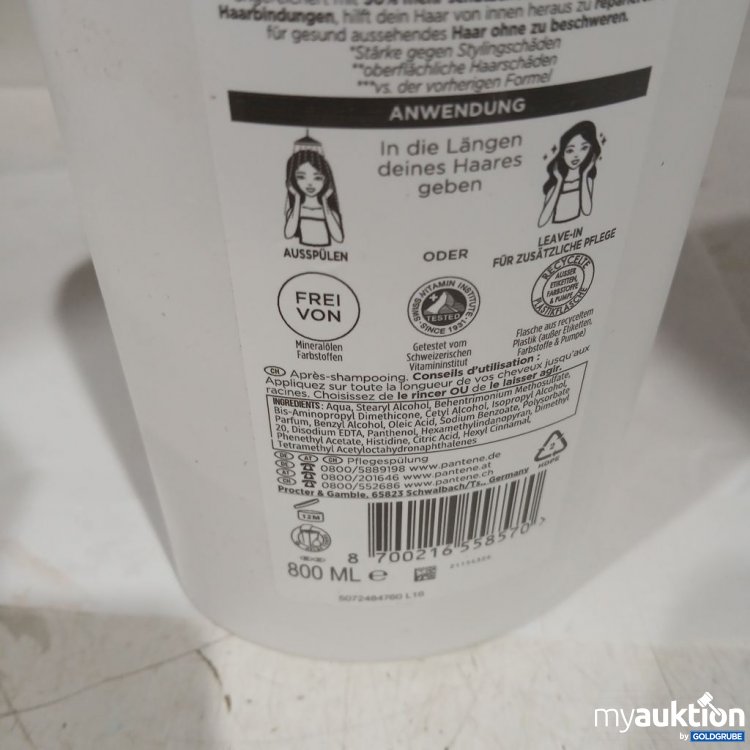 Haarbindungen, hilft dein Haar von innen heraus zu
für gesund aussehendes Haar ohne zu beschweren.
*Stärke gegen Stylingschäden
**oberflächliche Haarschäden
***vs. der vorherigen Formel
ANWENDUNG
In die Längen
deines Haares
geben
AUSSPÜLEN
ODER
LEAVE-IN
FÜR ZUSÄTZLICHE PFLEGE
FREI
VON
Mineralölen
Farbstoffen
SWISS VITAMIN INSTITUTE
TESTED
SINCE 1931
Getestet vom
Schweizerischen
Vitamininstitut
RECYCELTE
AUSSER
ETIKETTEN,
FARBSTOFFE
& PUMPE
PLASTIKFLASCHE
Flasche aus recyceltem
Plastik (außer Etiketten,
Farbstoffe & Pumpe)
CH Après-shampooing. Conseils d'utilisation :
Appliquez sur toute la longueur de vos cheveux jusqu'aux
racines. Choisissez de le rincer OU de le laisser agir.
INGREDIENTS: Aqua, Stearyl Alcohol, Behentrimonium Methosulfate,
Bis-Aminopropyl Dimethicone, Cetyl Alcohol, Isopropyl Alcohol,
Parfum, Benzyl Alcohol, Oleic Acid, Sodium Benzoate, Polysorbate
20, Disodium EDTA, Panthenol, Hexamethylindanopyran, Dimethyl
Phenethyl Acetate, Histidine, Citric Acid, Hexyl Cinnamal,
Tetramethyl Acetyloctahydronaphthalenes
DE AT CH Pflegespülung
DE 0800/5889198 www.pantene.de
AT 0800/201646 www.pantene.at
CH 0800/552686 www.pantene.ch
Procter & Gamble, 65823 Schwalbach/Ts., Germany
2
HDPE
12M
8 700216 558570 >
800 ML e
21155335
5072484760 L18
myauktion
by GOLDGRUBE